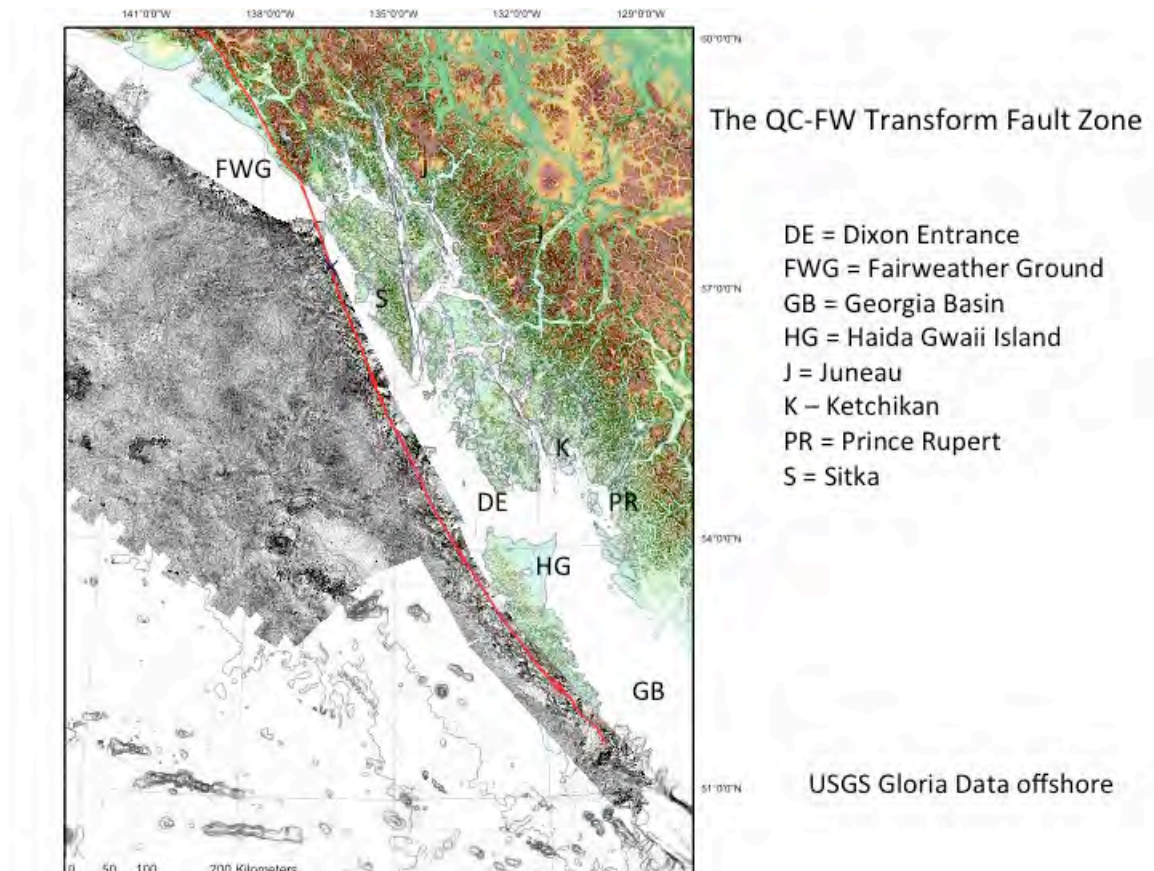 141°0'0"W 138°0'0"W 135°0'0"W 132°0'0"W 129°0'0"W
60°0'0"N
The QC-FW Transform Fault Zone
FWG
J
DE = Dixon Entrance
FWG = Fairweather Ground
57°0'0"N
S
GB = Georgia Basin
HG = Haida Gwaii Island
J = Juneau
K – Ketchikan
K
PR = Prince Rupert
DE
PR
S = Sitka
54°0'0"N
HG
GB
51°0'0"N
USGS Gloria Data offshore
0 50 100 200 Kilometers